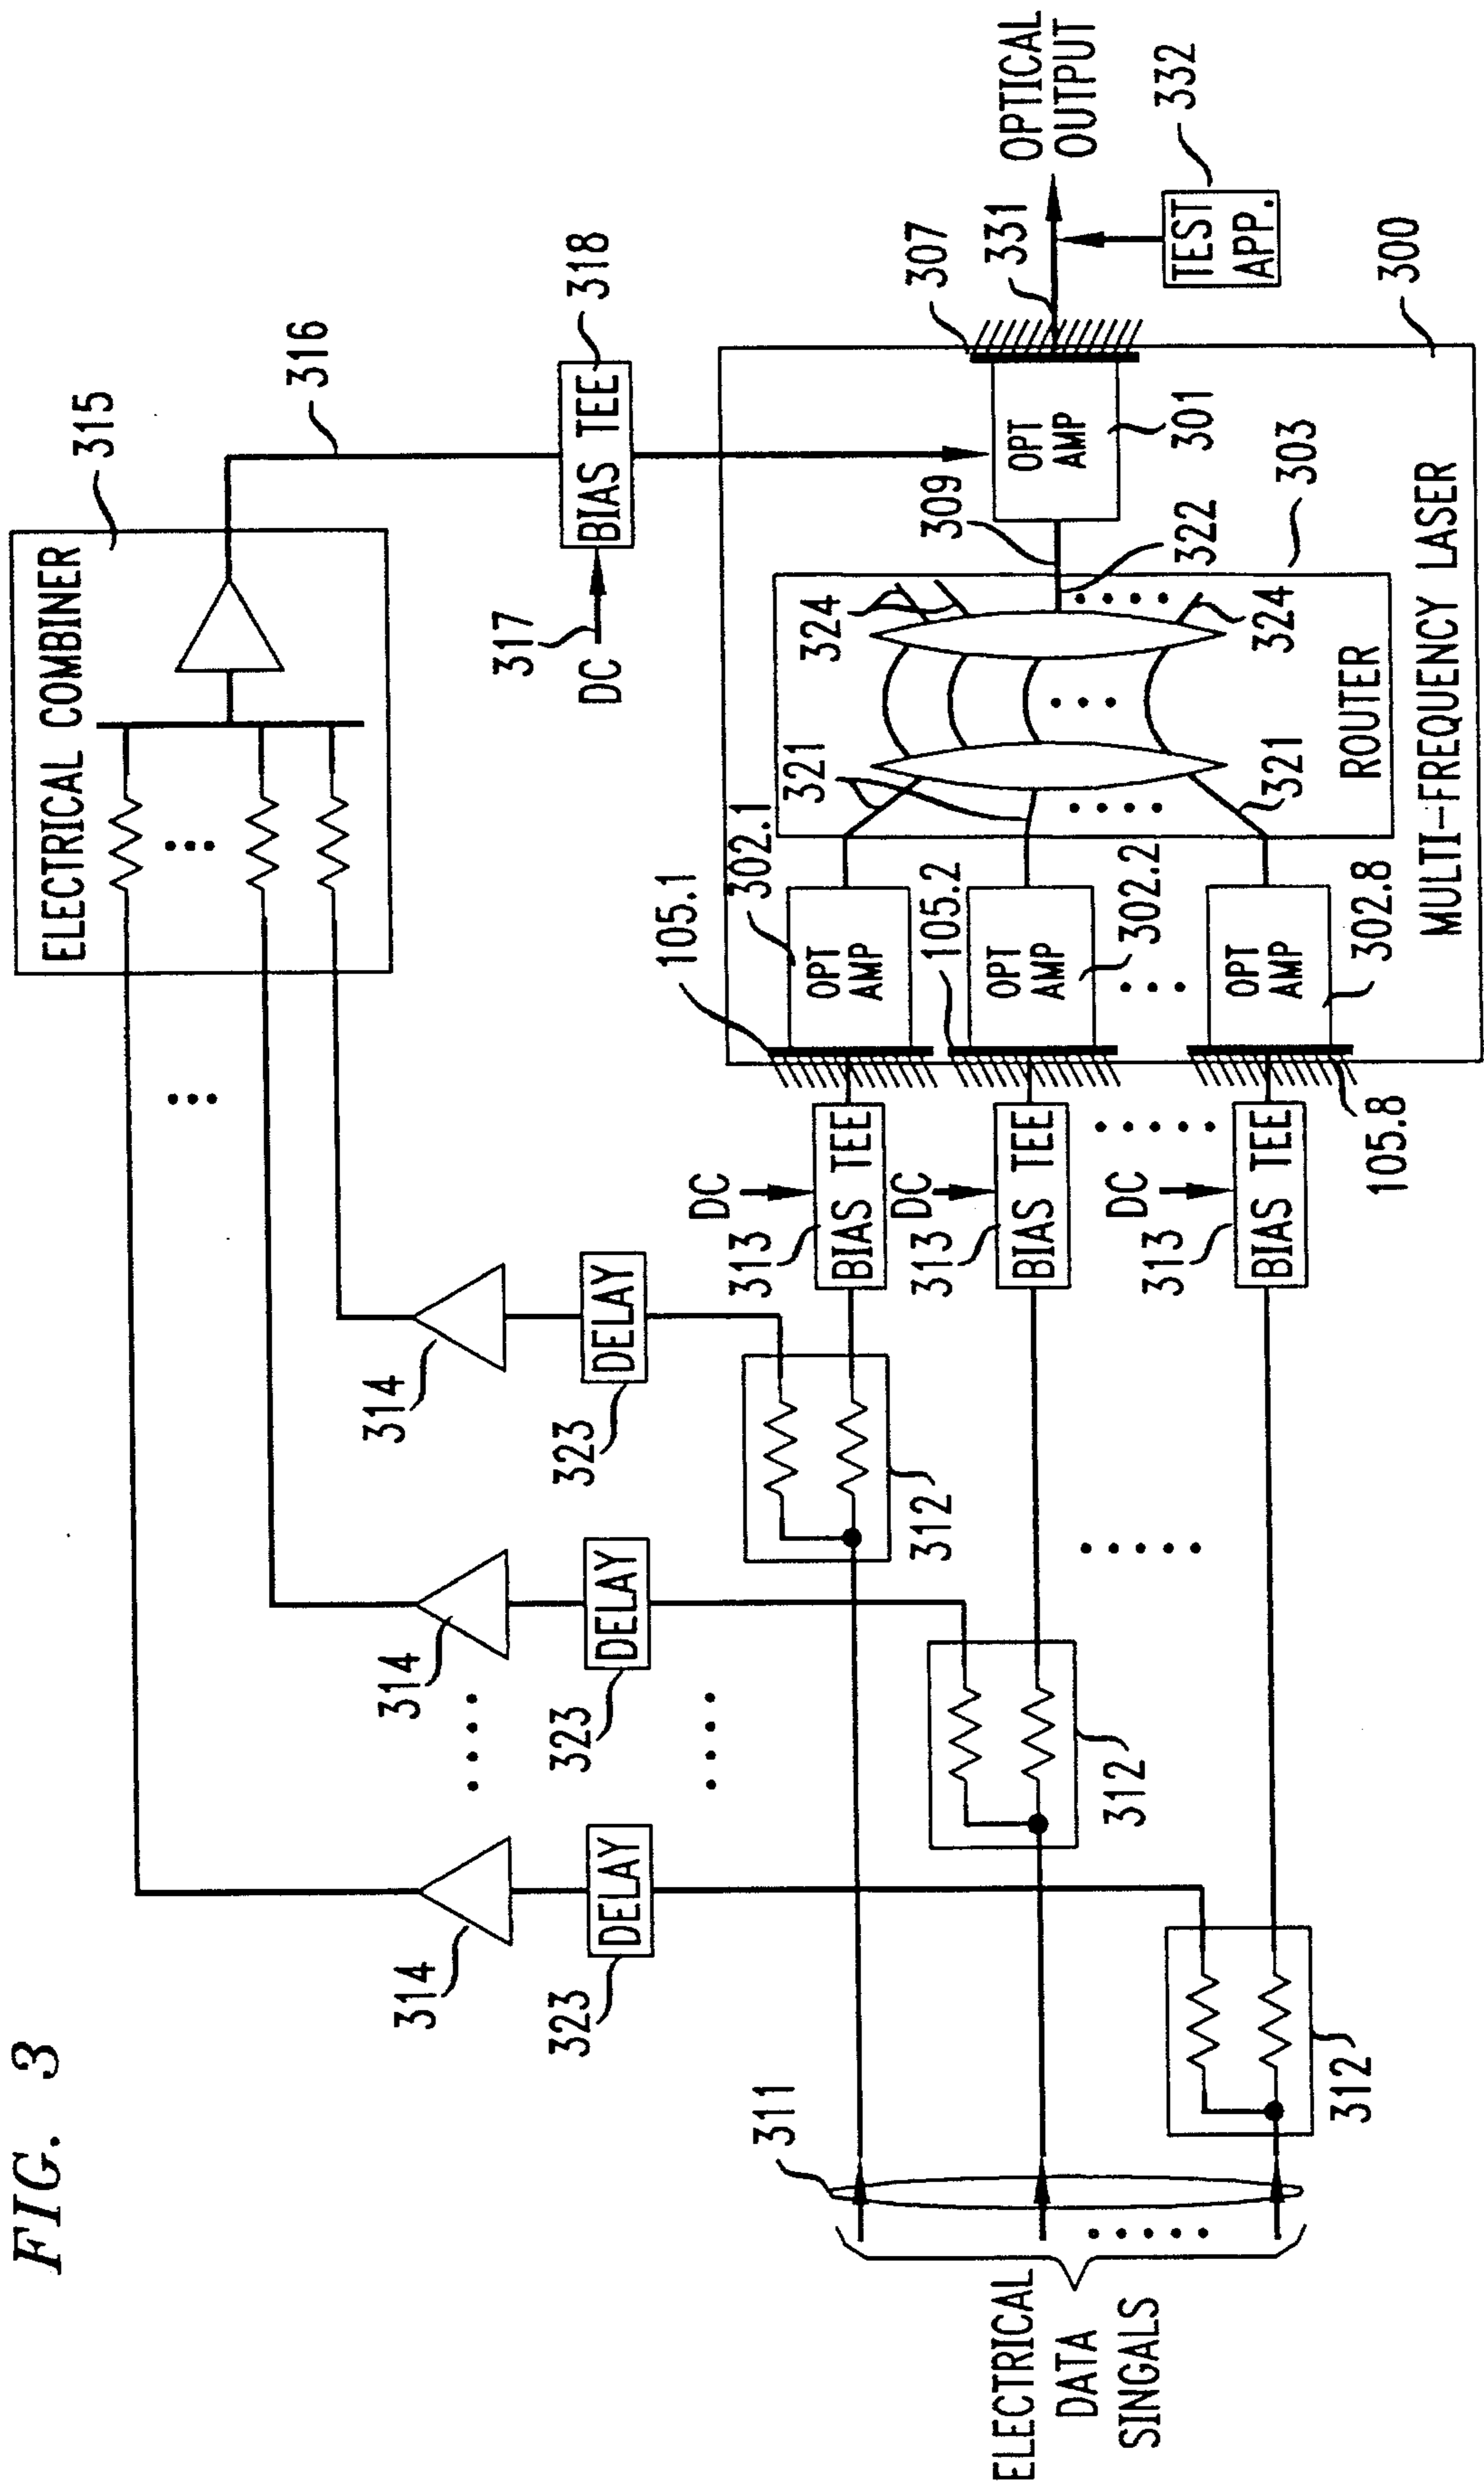 FIG. 3
ELECTRICAL COMBINER
315
316
317
DC
BIAS TEE
318
314
314
314
323
DELAY
323
DELAY
323
DELAY
311
ELECTRICAL
DATA
SINGALS
312
312
312
DC
313
BIAS TEE
DC
313
BIAS TEE
DC
313
BIAS TEE
105.1
105.2
105.8
302.1
OPT
AMP
302.2
OPT
AMP
302.8
OPT
AMP
321
321
324
324
322
309
ROUTER
303
OPT
AMP
301
307
331
OPTICAL
OUTPUT
TEST
APP.
332
MULTI-FREQUENCY LASER
300